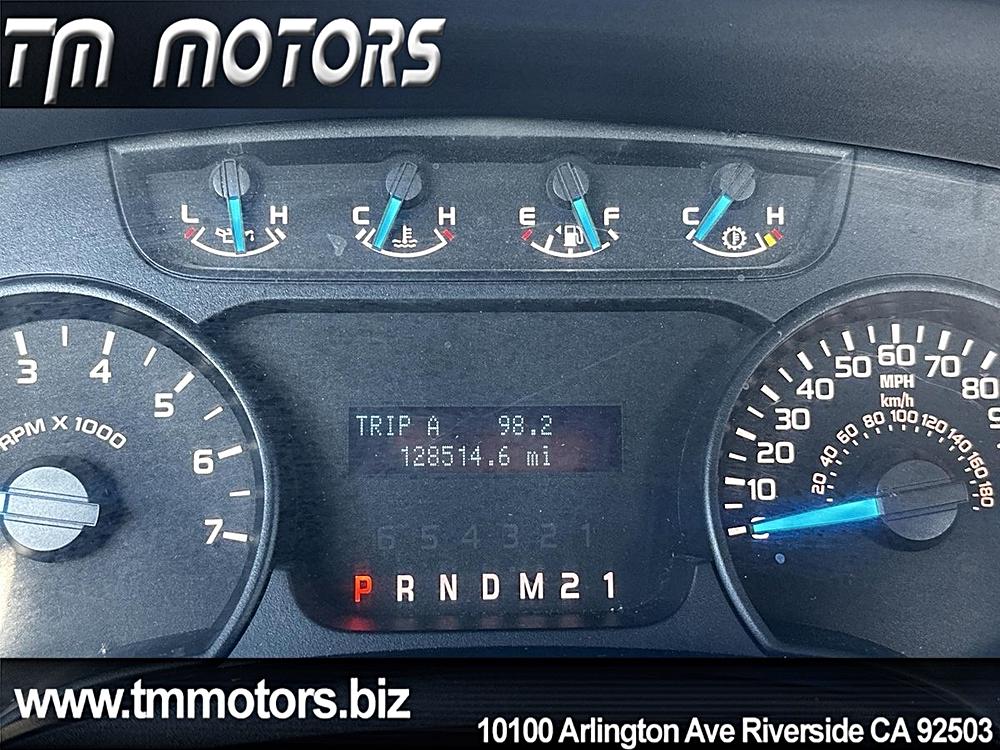 TM MOTORS
L H C H E F C H
3 4 5 6 7
RPM X 1000
TRIP A 98.2
128514.6 mi
6 5 4 3 2 1
P R N D M 2 1
0 10 20 30 40 50 60 70 80
MPH
km/h
20 40 60 80 100 120 140 160 180
www.tmmotors.biz
10100 Arlington Ave Riverside CA 92503